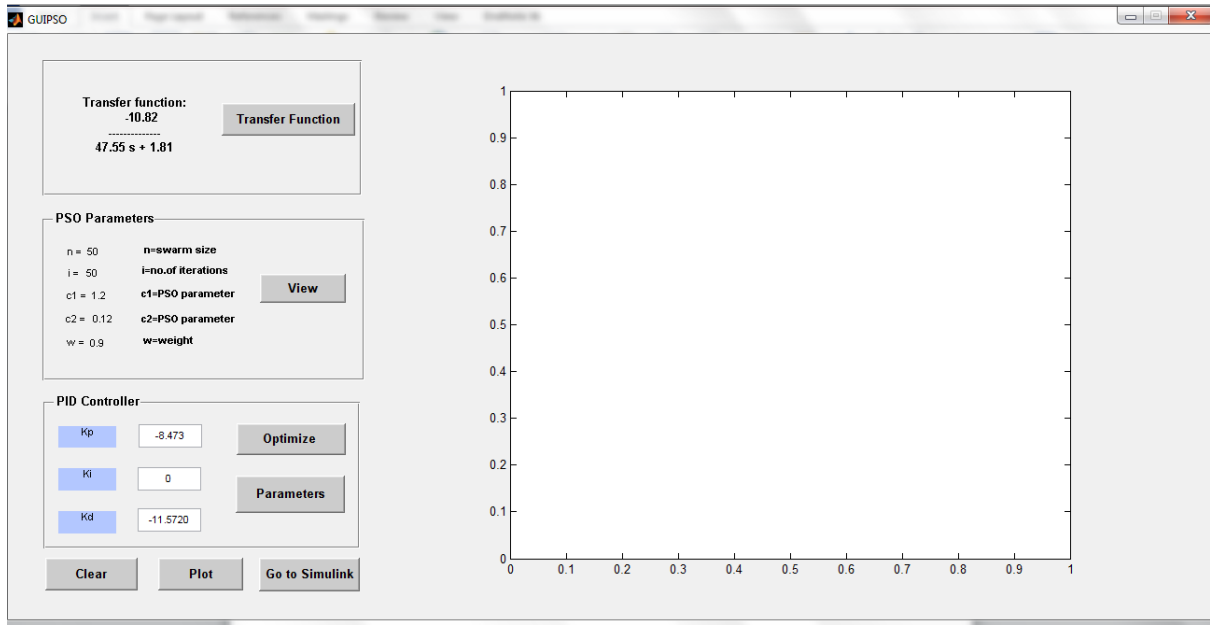 GUIPSO
Transfer function:
-10.82
--------------
47.55 s + 1.81
Transfer Function
PSO Parameters
n = 50 n=swarm size
i = 50 i=no.of iterations
c1 = 1.2 c1=PSO parameter
c2 = 0.12 c2=PSO parameter
w = 0.9 w=weight
View
PID Controller
Kp -8.473 Optimize
Ki 0
Parameters
Kd -11.5720
Clear Plot Go to Simulink
1
0.9
0.8
0.7
0.6
0.5
0.4
0.3
0.2
0.1
0
0 0.1 0.2 0.3 0.4 0.5 0.6 0.7 0.8 0.9 1